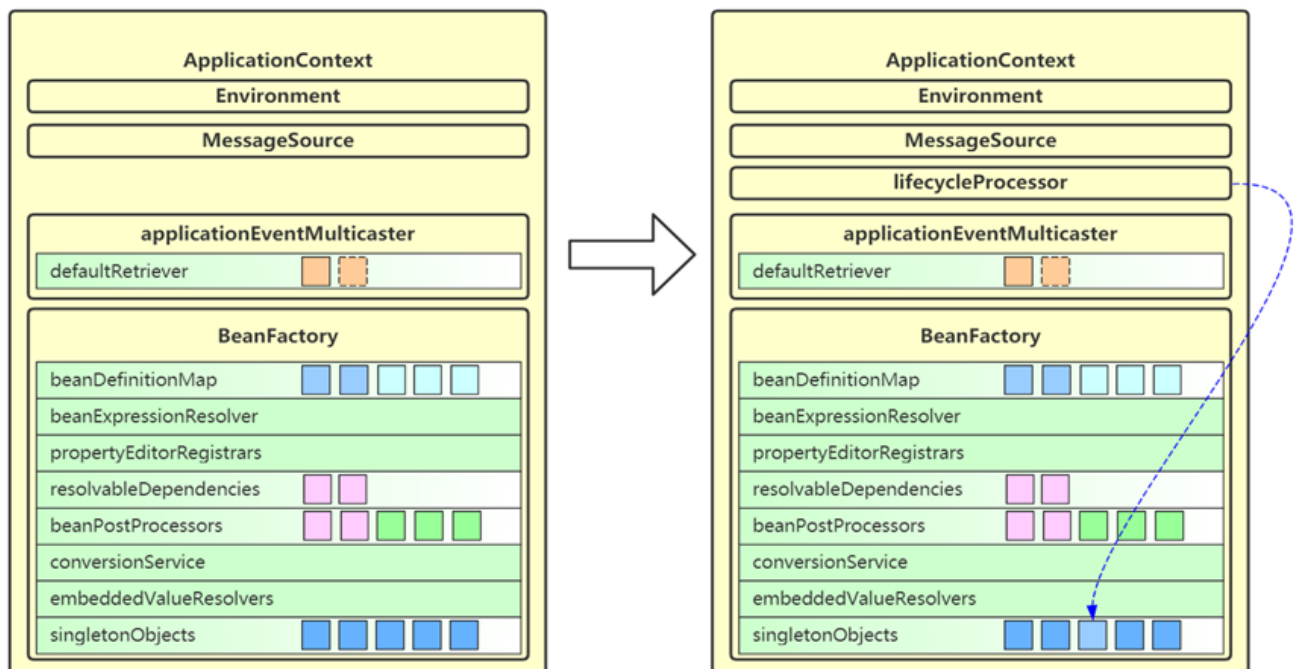 ApplicationContext
Environment
MessageSource
applicationEventMulticaster
defaultRetriever
BeanFactory
beanDefinitionMap
beanExpressionResolver
propertyEditorRegistrars
resolvableDependencies
beanPostProcessors
conversionService
embeddedValueResolvers
singletonObjects
ApplicationContext
Environment
MessageSource
lifecycleProcessor
applicationEventMulticaster
defaultRetriever
BeanFactory
beanDefinitionMap
beanExpressionResolver
propertyEditorRegistrars
resolvableDependencies
beanPostProcessors
conversionService
embeddedValueResolvers
singletonObjects